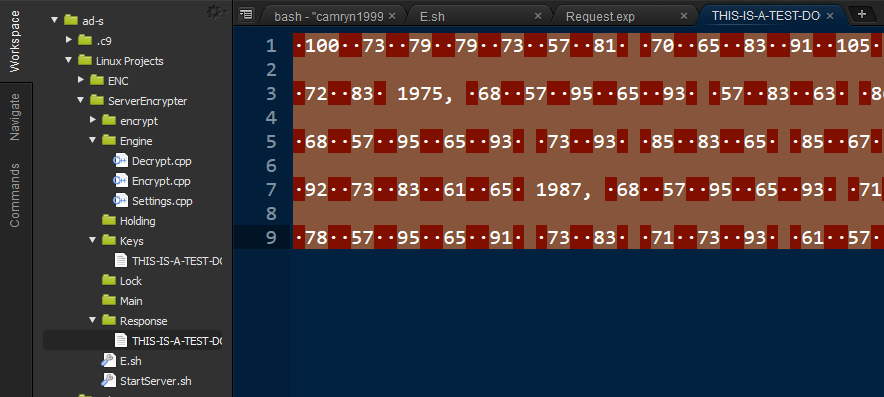 Workspace
Navigate
Commands
ad-s
.c9
Linux Projects
ENC
ServerEncrypter
encrypt
Engine
Decrypt.cpp
Encrypt.cpp
Settings.cpp
Holding
Keys
THIS-IS-A-TEST-DO
Lock
Main
Response
THIS-IS-A-TEST-DO
E.sh
StartServer.sh
bash - "camryn1999 E.sh Request.exp THIS-IS-A-TEST-DO
1 ·100··73··79··79··73··57··81· ·70··65··83··91··105·
2
3 ·72··83· 1975, ·68··57··95··65··93· ·57··83··63·
4
5 ·68··57··95··65··93· ·73··93· ·85··83··65· ·85··67·
6
7 ·92··73··83··61··65· 1987, ·68··57··95··65··93· ·71
8
9 ·78··57··95··65··91· ·73··83· ·71··73··93· ·61··57·